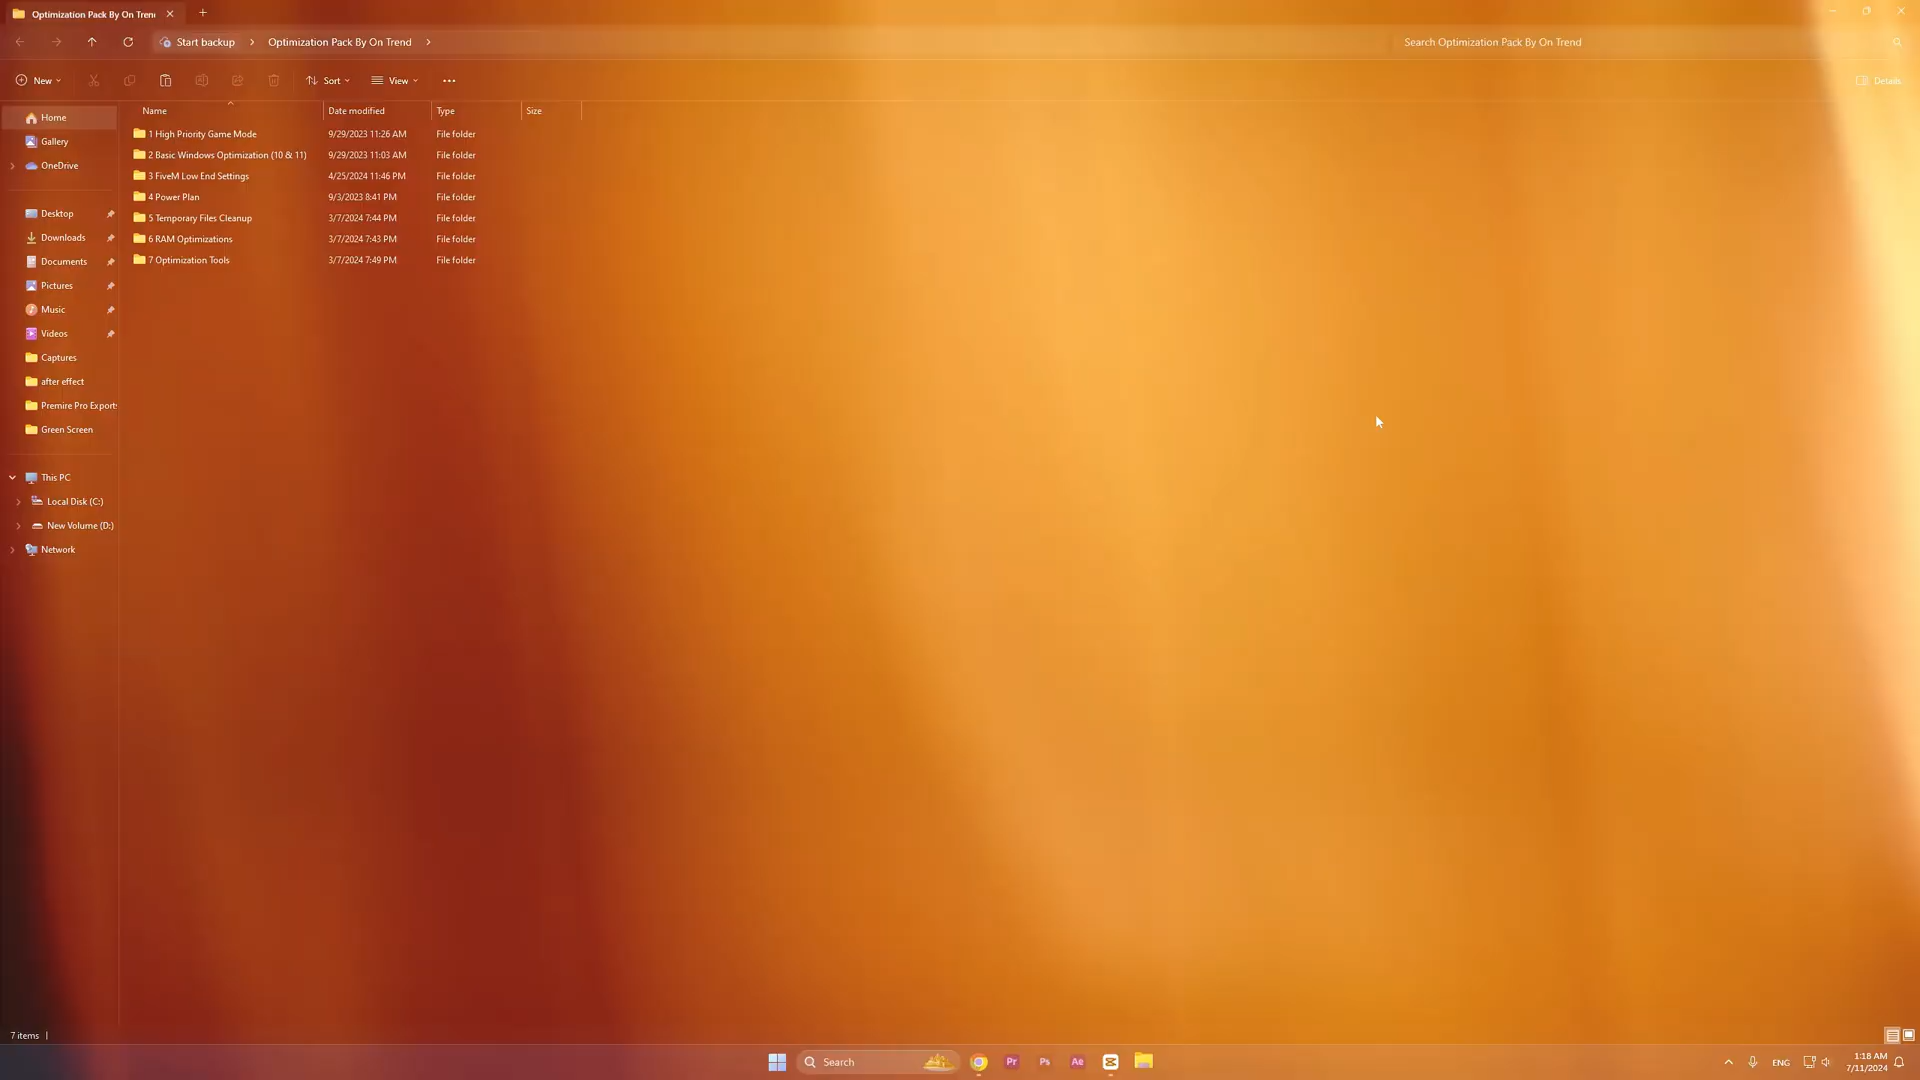 Optimization Pack By On Tren
Start backup > Optimization Pack By On Trend >
Search Optimization Pack By On Trend
New
Sort
View
Details
Name Date modified Type Size
1 High Priority Game Mode 9/29/2023 11:26 AM File folder
2 Basic Windows Optimization (10 & 11) 9/29/2023 11:03 AM File folder
3 FiveM Low End Settings 4/25/2024 11:46 PM File folder
4 Power Plan 9/3/2023 8:41 PM File folder
5 Temporary Files Cleanup 3/7/2024 7:44 PM File folder
6 RAM Optimizations 3/7/2024 7:43 PM File folder
7 Optimization Tools 3/7/2024 7:49 PM File folder
Home
Gallery
OneDrive
Desktop
Downloads
Documents
Pictures
Music
Videos
Captures
after effect
Premire Pro Exports
Green Screen
This PC
Local Disk (C:)
New Volume (D:)
Network
7 items
Search
Pr
Ps
Ae
ENG
1:18 AM
7/11/2024